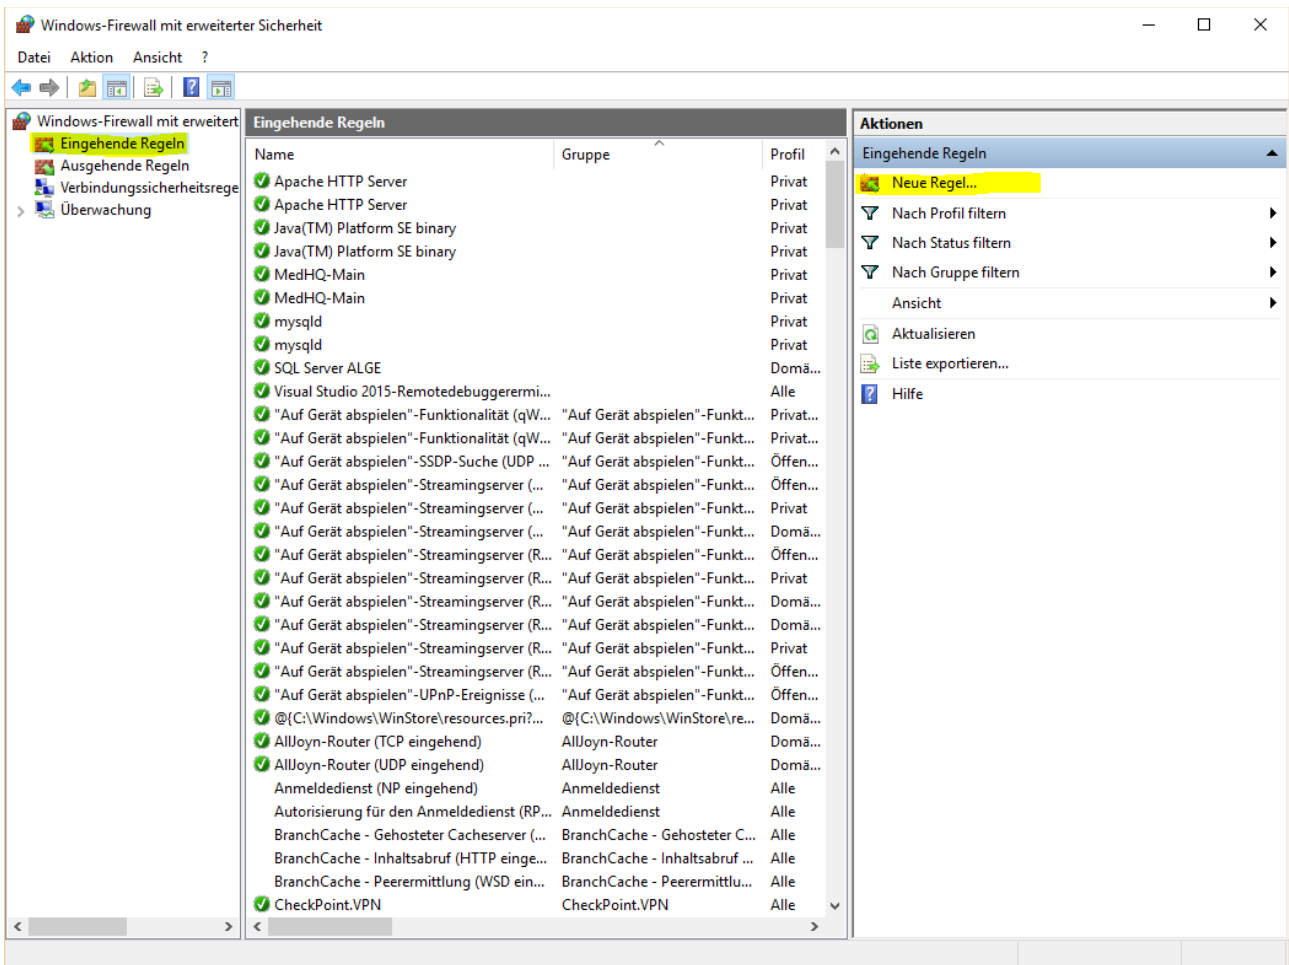 Windows-Firewall mit erweiterter Sicherheit
Datei Aktion Ansicht ?
Windows-Firewall mit erweitert
Eingehende Regeln
Ausgehende Regeln
Verbindungssicherheitsrege
Überwachung
Eingehende Regeln
Name Gruppe Profil
Apache HTTP Server Privat
Apache HTTP Server Privat
Java(TM) Platform SE binary Privat
Java(TM) Platform SE binary Privat
MedHQ-Main Privat
MedHQ-Main Privat
mysqld Privat
mysqld Privat
SQL Server ALGE Domä...
Visual Studio 2015-Remotedebuggerermi... Alle
"Auf Gerät abspielen"-Funktionalität (qW... "Auf Gerät abspielen"-Funkt... Privat...
"Auf Gerät abspielen"-Funktionalität (qW... "Auf Gerät abspielen"-Funkt... Privat...
"Auf Gerät abspielen"-SSDP-Suche (UDP ... "Auf Gerät abspielen"-Funkt... Öffen...
"Auf Gerät abspielen"-Streamingserver (... "Auf Gerät abspielen"-Funkt... Öffen...
"Auf Gerät abspielen"-Streamingserver (... "Auf Gerät abspielen"-Funkt... Privat
"Auf Gerät abspielen"-Streamingserver (... "Auf Gerät abspielen"-Funkt... Domä...
"Auf Gerät abspielen"-Streamingserver (R... "Auf Gerät abspielen"-Funkt... Öffen...
"Auf Gerät abspielen"-Streamingserver (R... "Auf Gerät abspielen"-Funkt... Privat
"Auf Gerät abspielen"-Streamingserver (R... "Auf Gerät abspielen"-Funkt... Domä...
"Auf Gerät abspielen"-Streamingserver (R... "Auf Gerät abspielen"-Funkt... Domä...
"Auf Gerät abspielen"-Streamingserver (R... "Auf Gerät abspielen"-Funkt... Privat
"Auf Gerät abspielen"-Streamingserver (R... "Auf Gerät abspielen"-Funkt... Öffen...
"Auf Gerät abspielen"-UPnP-Ereignisse (... "Auf Gerät abspielen"-Funkt... Öffen...
@{C:\Windows\WinStore\resources.pri?... @{C:\Windows\WinStore\re... Domä...
AllJoyn-Router (TCP eingehend) AllJoyn-Router Domä...
AllJoyn-Router (UDP eingehend) AllJoyn-Router Domä...
Anmeldedienst (NP eingehend) Anmeldedienst Alle
Autorisierung für den Anmeldedienst (RP... Anmeldedienst Alle
BranchCache - Gehosteter Cacheserver (... BranchCache - Gehosteter C... Alle
BranchCache - Inhaltsabruf (HTTP einge... BranchCache - Inhaltsabruf ... Alle
BranchCache - Peerermittlung (WSD ein... BranchCache - Peerermittlu... Alle
CheckPoint.VPN CheckPoint.VPN Alle
Aktionen
Eingehende Regeln
Neue Regel...
Nach Profil filtern
Nach Status filtern
Nach Gruppe filtern
Ansicht
Aktualisieren
Liste exportieren...
Hilfe